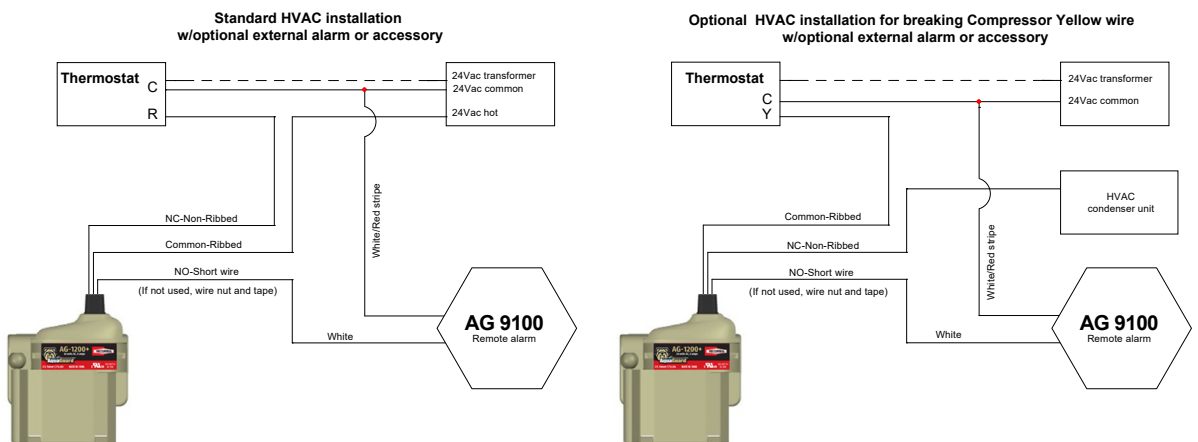 Standard HVAC installation
w/optional external alarm or accessory
Thermostat
C
R
24Vac transformer
24Vac common
24Vac hot
NC-Non-Ribbed
Common-Ribbed
NO-Short wire
(If not used, wire nut and tape)
White/Red stripe
White
AG 9100
Remote alarm
AG-1200+
AquaGuard
Optional HVAC installation for breaking Compressor Yellow wire
w/optional external alarm or accessory
Thermostat
C
Y
24Vac transformer
24Vac common
HVAC
condenser unit
Common-Ribbed
NC-Non-Ribbed
NO-Short wire
(If not used, wire nut and tape)
White/Red stripe
White
AG 9100
Remote alarm
AG-1200+
AquaGuard